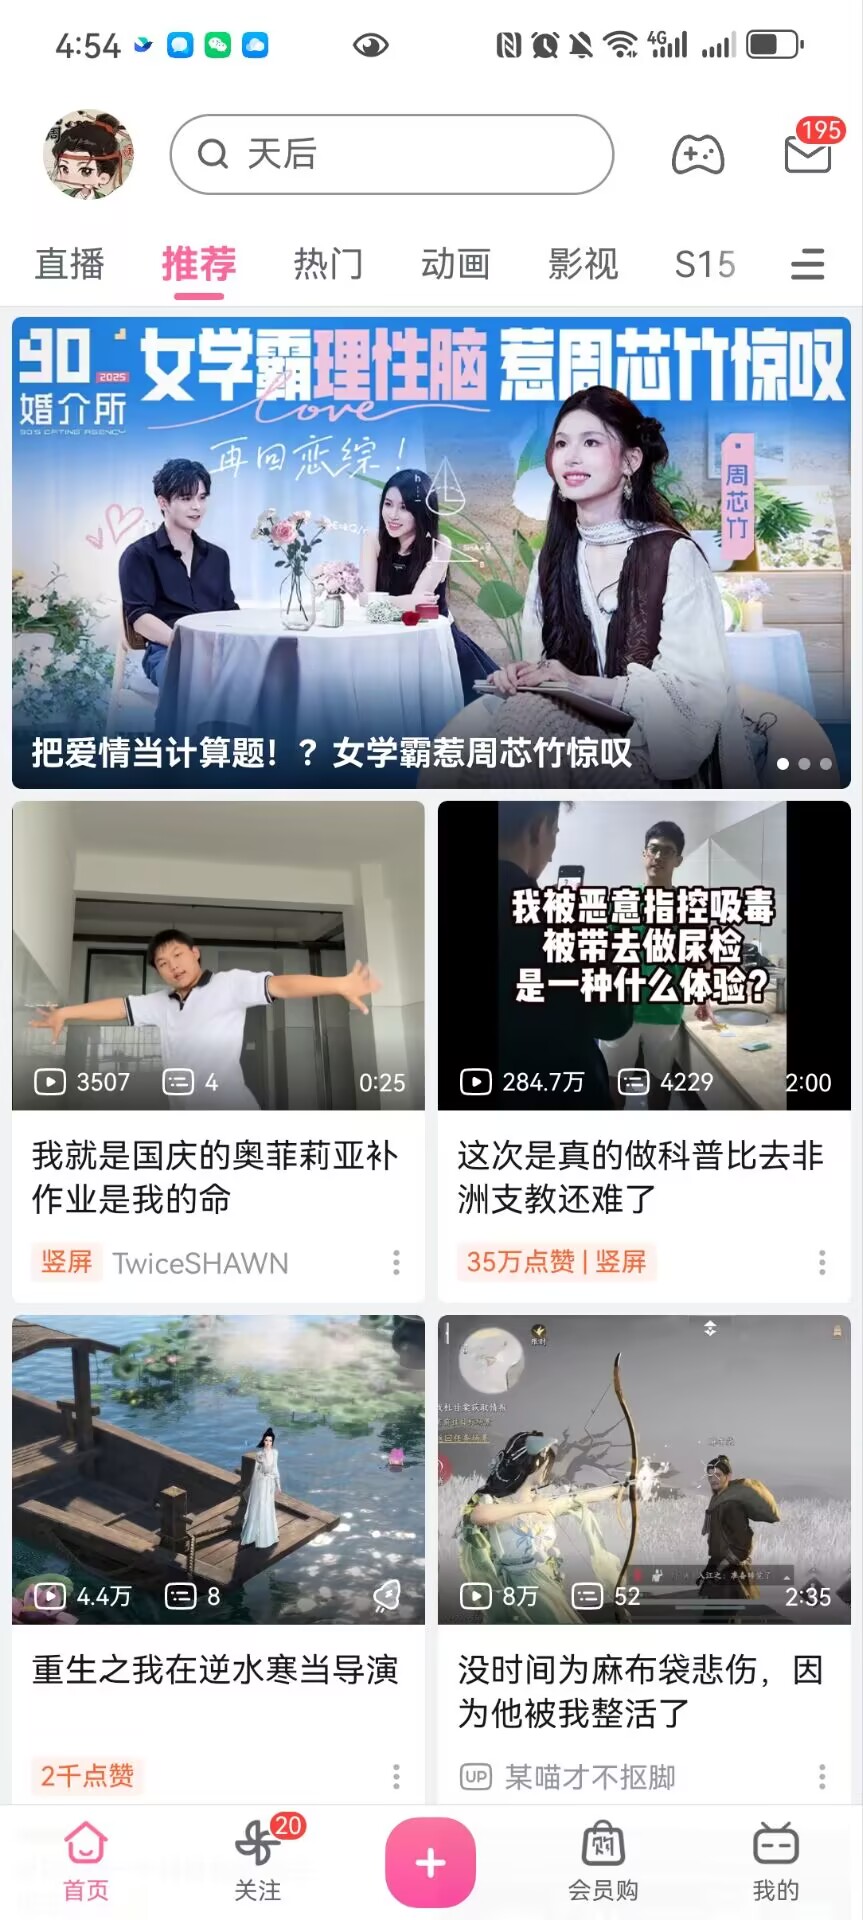 4:54
4G
天后
195
直播
推荐
热门
动画
影视
S15
90
2025
婚介所
女学霸理性脑 惹周芯竹惊叹
love
再回恋综！
周芯竹
把爱情当计算题！？女学霸惹周芯竹惊叹
3507
4
0:25
我就是国庆的奥菲莉亚补
作业是我的命
竖屏
TwiceSHAWN
我被恶意指控吸毒
被带去做尿检
是一种什么体验？
284.7万
4229
2:00
这次是真的做科普比去非
洲支教还难了
35万点赞 | 竖屏
4.4万
8
重生之我在逆水寒当导演
2千点赞
8万
52
2:35
没时间为麻布袋悲伤，因
为他被我整活了
UP
某喵才不抠脚
首页
20
关注
购
会员购
我的